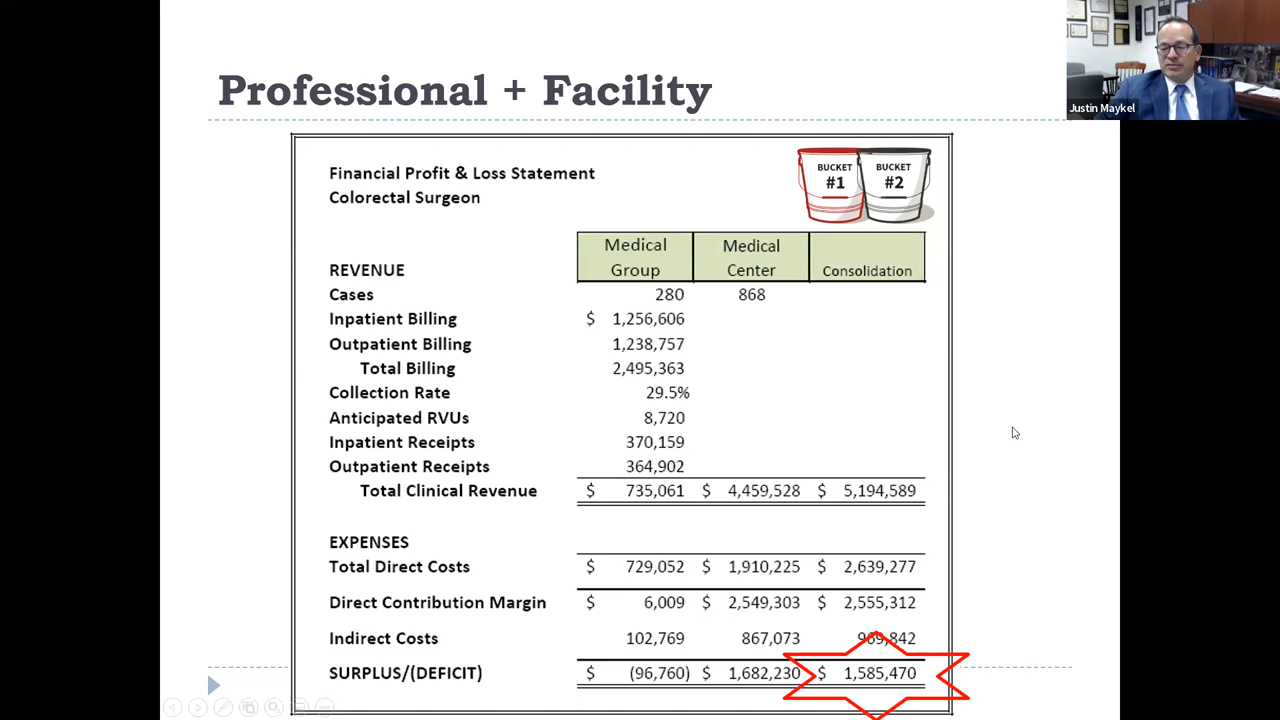 Professional + Facility
Justin Maykel
Financial Profit & Loss Statement
Colorectal Surgeon
BUCKET #1
BUCKET #2
REVENUE Medical Group Medical Center Consolidation
Cases 280 868
Inpatient Billing $ 1,256,606
Outpatient Billing 1,238,757
Total Billing 2,495,363
Collection Rate 29.5%
Anticipated RVUs 8,720
Inpatient Receipts 370,159
Outpatient Receipts 364,902
Total Clinical Revenue $ 735,061 $ 4,459,528 $ 5,194,589
EXPENSES
Total Direct Costs $ 729,052 $ 1,910,225 $ 2,639,277
Direct Contribution Margin $ 6,009 $ 2,549,303 $ 2,555,312
Indirect Costs 102,769 867,073 969,842
SURPLUS/(DEFICIT) $ (96,760) $ 1,682,230 $ 1,585,470